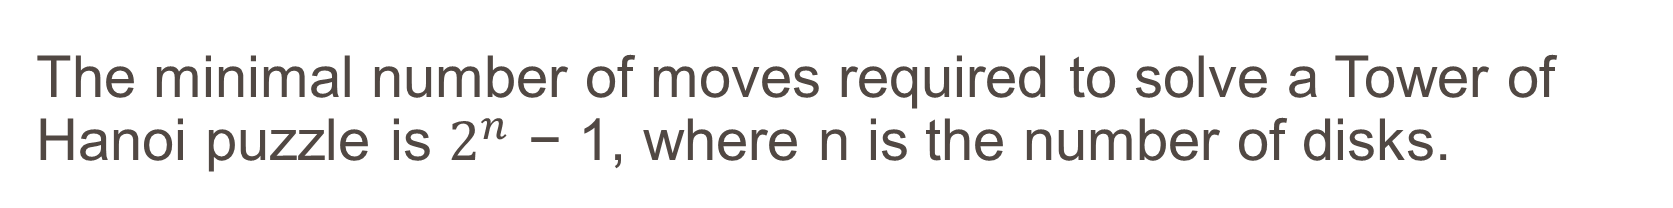 The minimal number of moves required to solve a Tower of
Hanoi puzzle is 2ⁿ − 1, where n is the number of disks.